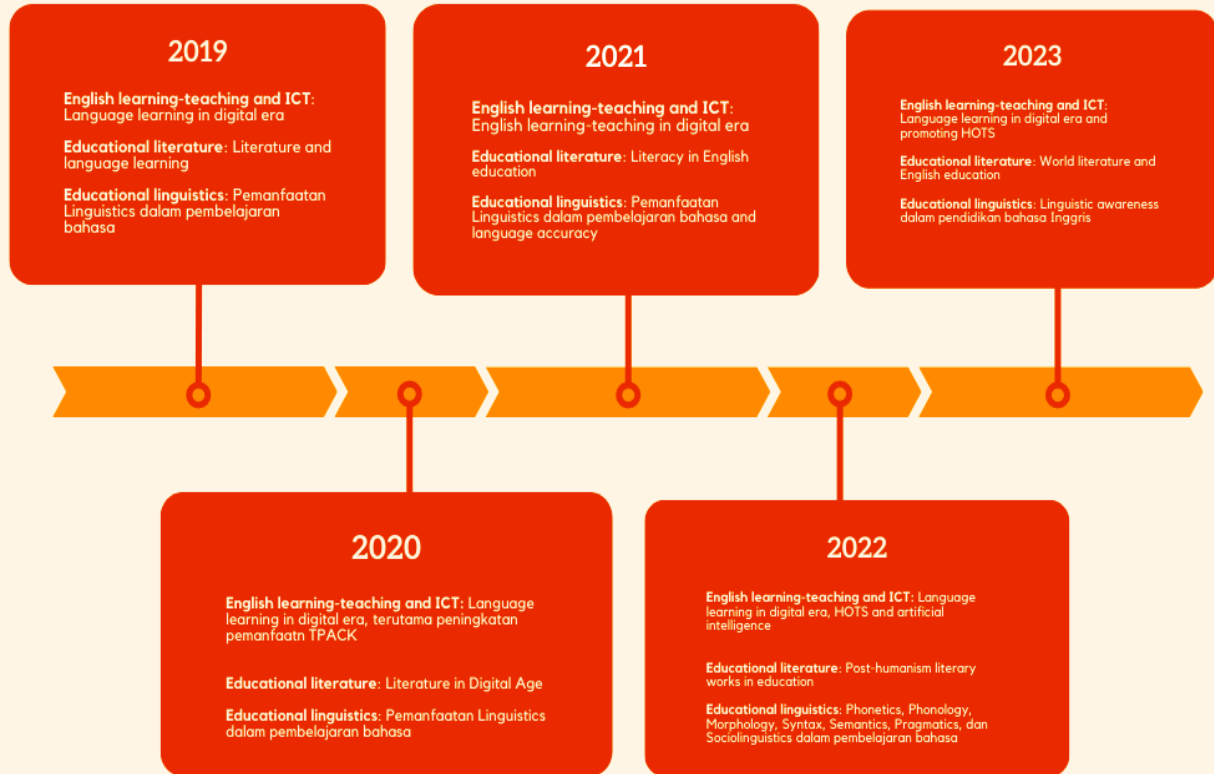 2019
English learning-teaching and ICT:
Language learning in digital era
Educational literature: Literature and
language learning
Educational linguistics: Pemanfaatan
Linguistics dalam pembelajaran
bahasa
2021
English learning-teaching and ICT:
English learning-teaching in digital era
Educational literature: Literacy in English
education
Educational linguistics: Pemanfaatan
Linguistics dalam pembelajaran bahasa and
language accuracy
2023
English learning-teaching and ICT:
Language learning in digital era and
promoting HOTS
Educational literature: World literature and
English education
Educational linguistics: Linguistic awareness
dalam pendidikan bahasa Inggris
2020
English learning-teaching and ICT: Language
learning in digital era, terutama peningkatan
pemanfaatn TPACK
Educational literature: Literature in Digital Age
Educational linguistics: Pemanfaatan Linguistics
dalam pembelajaran bahasa
2022
English learning-teaching and ICT: Language
learning in digital era, HOTS and artificial
intelligence
Educational literature: Post-humanism literary
works in education
Educational linguistics: Phonetics, Phonology,
Morphology, Syntax, Semantics, Pragmatics, dan
Sociolinguistics dalam pembelajaran bahasa